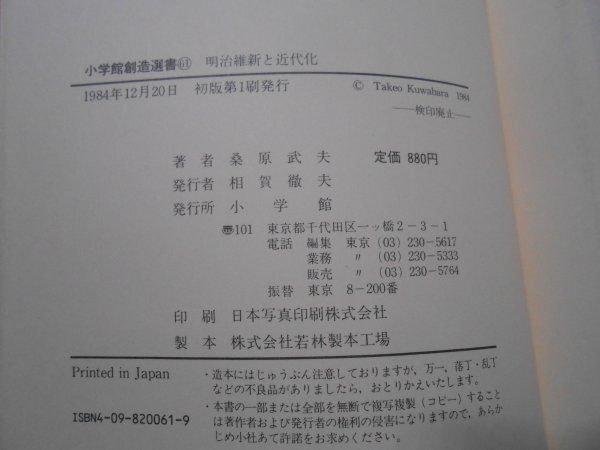 小学館創造選書61 明治維新と近代化
1984年12月20日 初版第1刷発行
© Takeo Kuwabara 1984
——検印廃止——
著者 桑原武夫 定価 880円
発行者 相賀徹夫
発行所 小学館
〠101 東京都千代田区一ッ橋2-3-1
電話 編集 東京(03)230-5617
業務 〃 (03)230-5333
販売 〃 (03)230-5764
振替 東京 8-200番
印刷 日本写真印刷株式会社
製本 株式会社若林製本工場
Printed in Japan
・造本にはじゅうぶん注意しておりますが、万一、落丁・乱丁
などの不良品がありましたら、おとりかえいたします。
・本書の一部または全部を無断で複写複製（コピー）すること
は著作者および発行者の権利の侵害になりますので、あらか
じめ小社あて許諾をお求めください。
ISBN4-09-820061-9